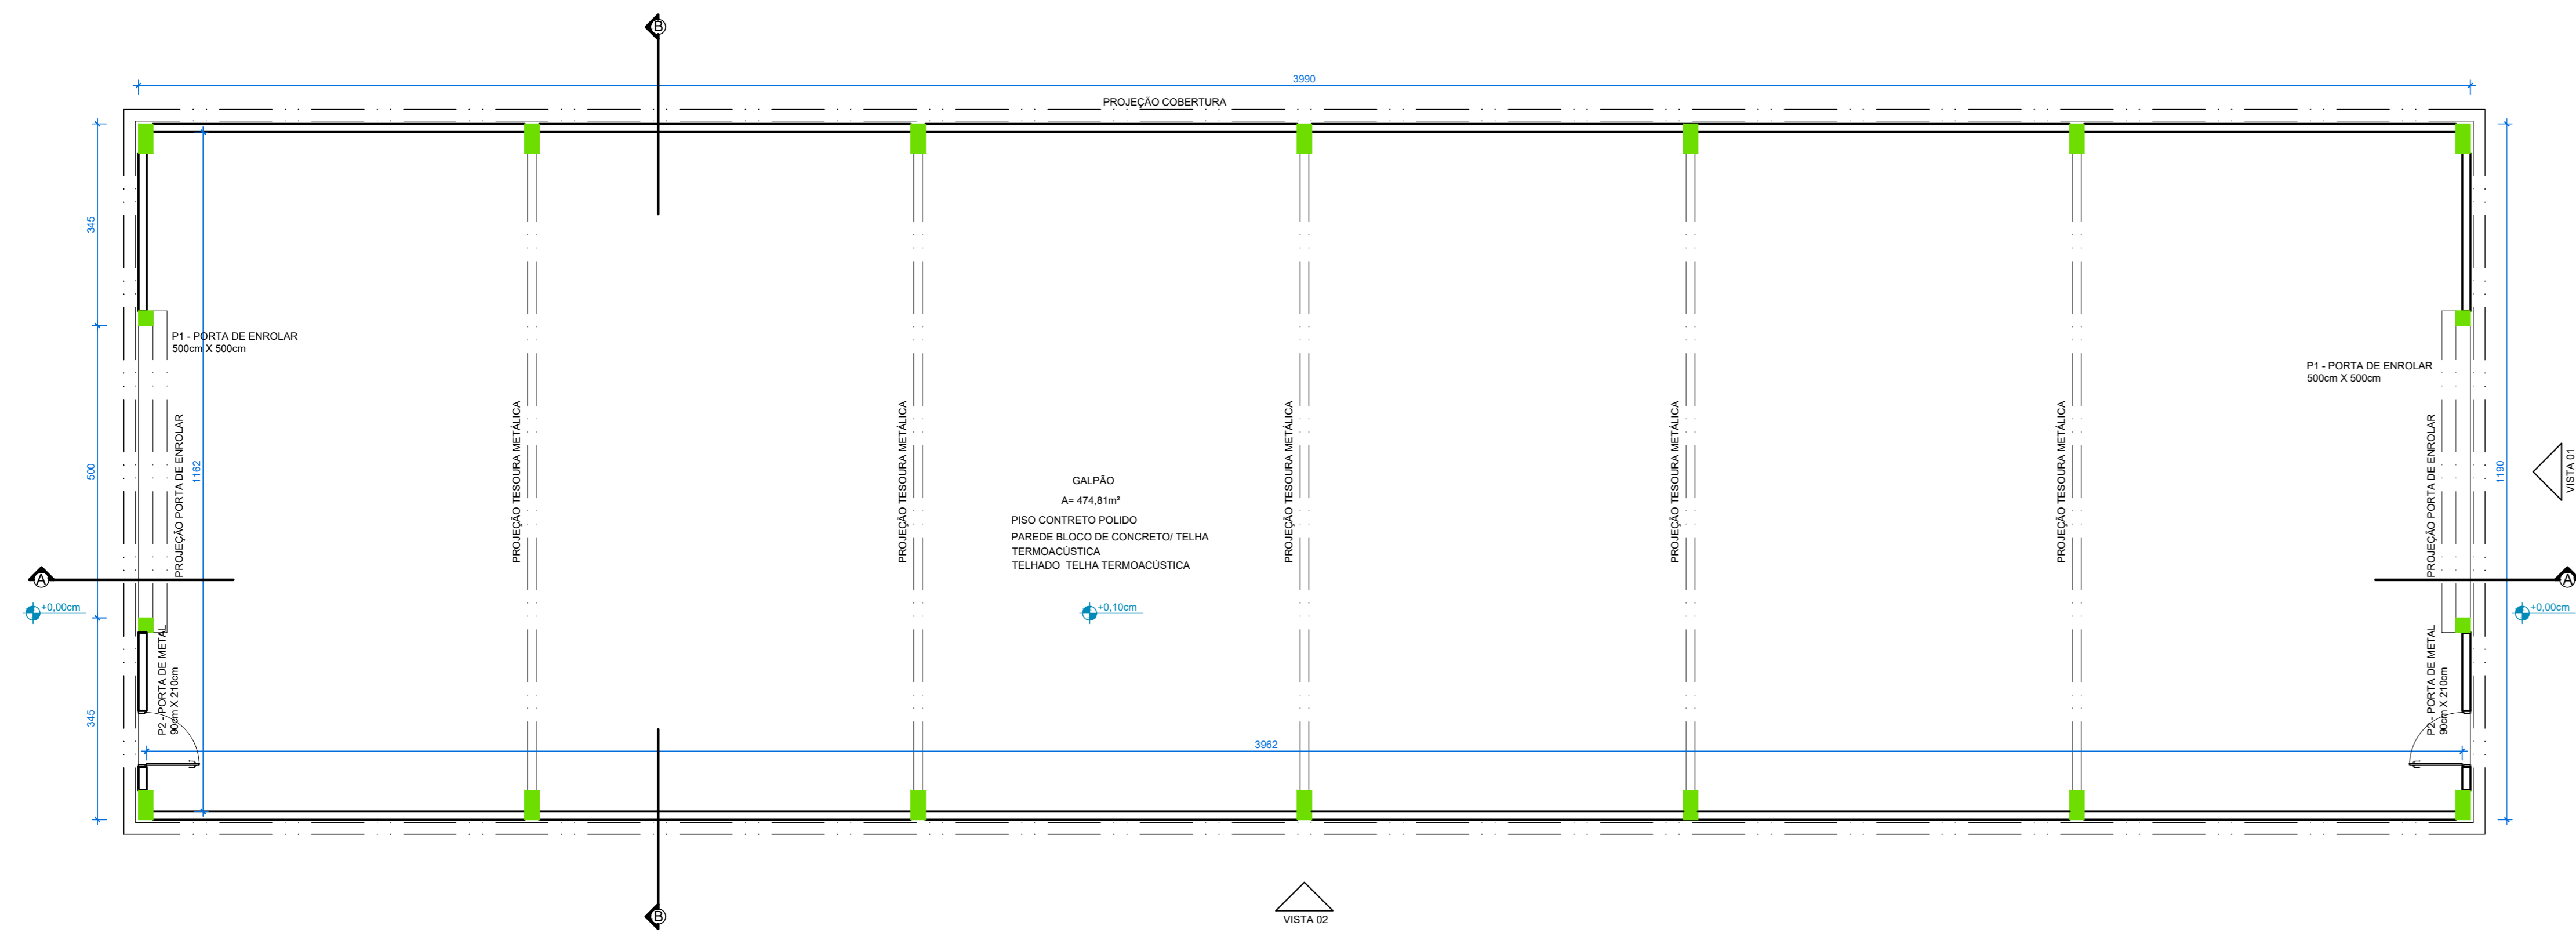 B
3990
PROJEÇÃO COBERTURA
345
500
345
1162
P1 - PORTA DE ENROLAR
500cm X 500cm
PROJEÇÃO PORTA DE ENROLAR
A
+0,00cm
P2 - PORTA DE METAL
90cm X 210cm
PROJEÇÃO TESOURA METÁLICA
PROJEÇÃO TESOURA METÁLICA
GALPÃO
A= 474,81m²
PISO CONTRETO POLIDO
PAREDE BLOCO DE CONCRETO/ TELHA
TERMOACÚSTICA
TELHADO TELHA TERMOACÚSTICA
+0,10cm
PROJEÇÃO TESOURA METÁLICA
PROJEÇÃO TESOURA METÁLICA
PROJEÇÃO TESOURA METÁLICA
P1 - PORTA DE ENROLAR
500cm X 500cm
PROJEÇÃO PORTA DE ENROLAR
1190
VISTA 01
A
+0,00cm
P2 - PORTA DE METAL
90cm X 210cm
3962
B
VISTA 02